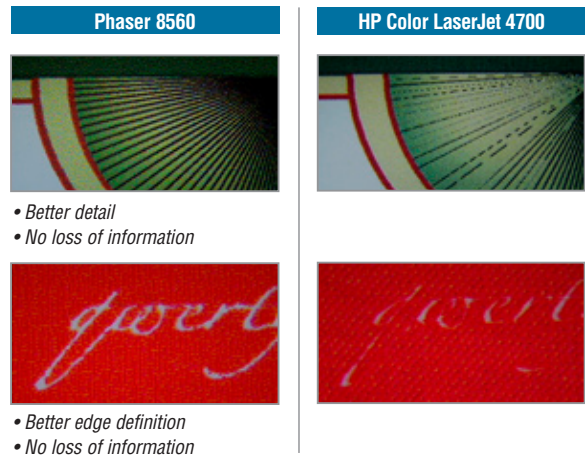 Phaser 8560
HP Color LaserJet 4700
• Better detail
• No loss of information
qwerty
qwert
• Better edge definition
• No loss of information